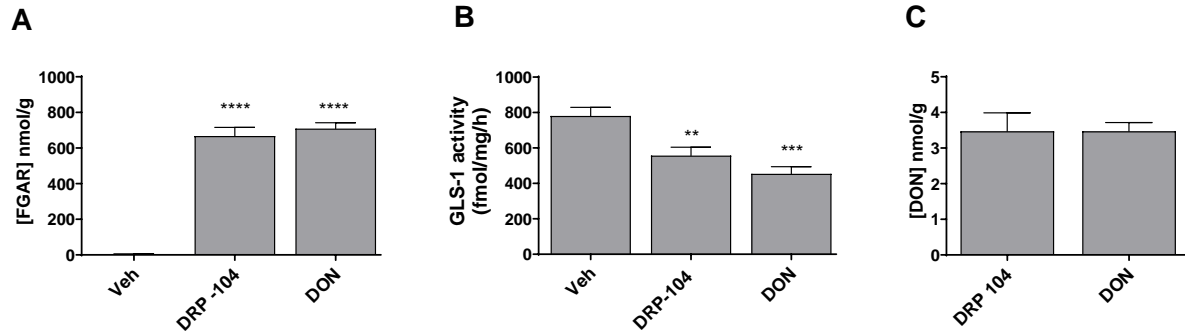 A
[FGAR] nmol/g
1000
800
600
400
200
0
****
****
Veh
DRP -104
DON
B
GLS-1 activity
(fmol/mg/h)
1000
800
600
400
200
0
**
***
Veh
DRP-104
DON
C
[DON] nmol/g
5
4
3
2
1
0
DRP 104
DON